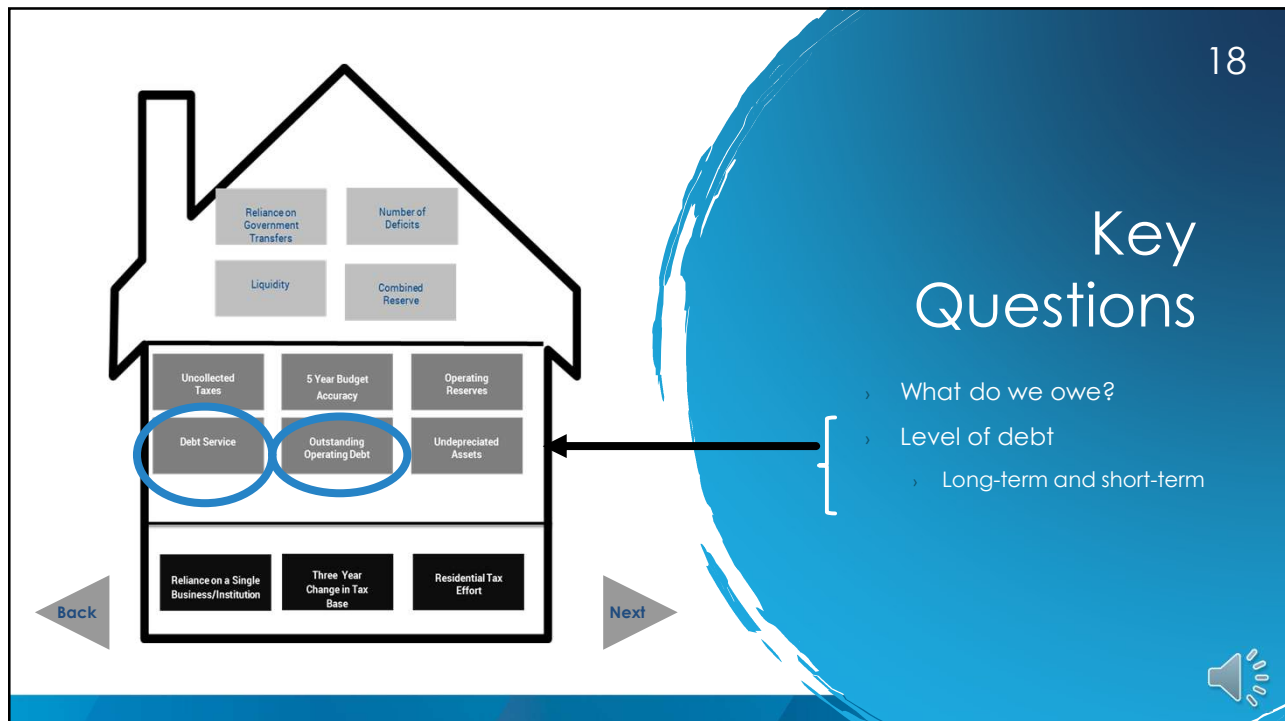 18
Key
Questions
› What do we owe?
› Level of debt
› Long-term and short-term
Reliance on
Government
Transfers
Number of
Deficits
Liquidity
Combined
Reserve
Uncollected
Taxes
5 Year Budget
Accuracy
Operating
Reserves
Debt Service
Outstanding
Operating Debt
Undepreciated
Assets
Reliance on a Single
Business/Institution
Three Year
Change in Tax
Base
Residential Tax
Effort
Back
Next